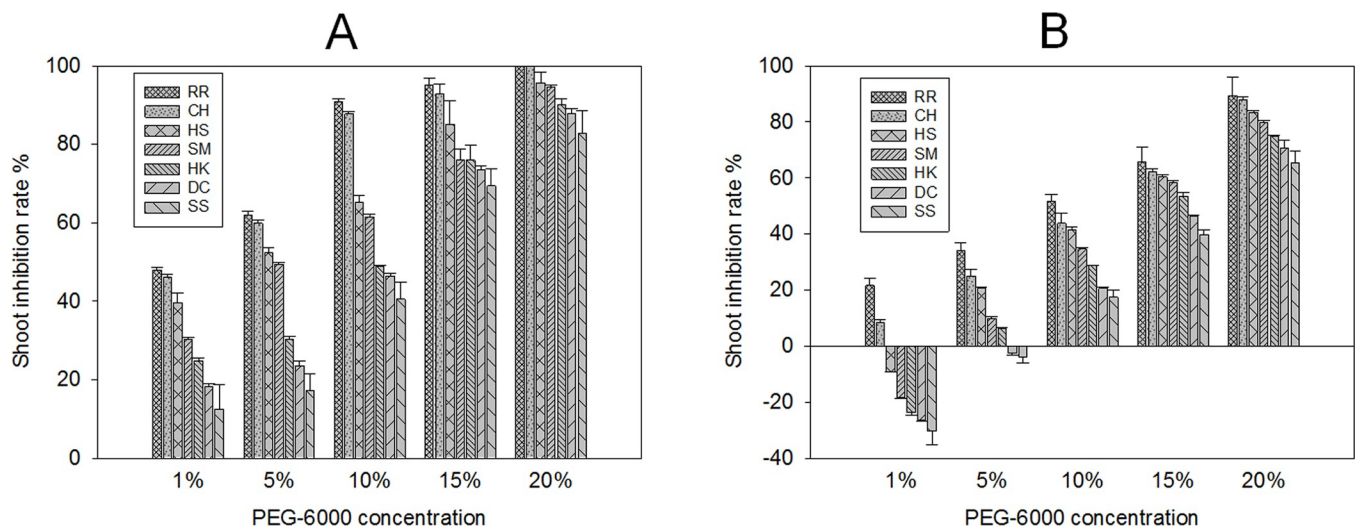 A
Shoot inhibition rate %
100
80
60
40
20
0
RR
CH
HS
SM
HK
DC
SS
1%
5%
10%
15%
20%
PEG-6000 concentration
B
Shoot inhibition rate %
100
80
60
40
20
0
-20
-40
RR
CH
HS
SM
HK
DC
SS
1%
5%
10%
15%
20%
PEG-6000 concentration